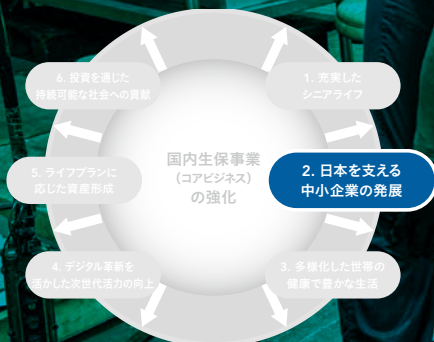 6. 投資を通じた
持続可能な社会への貢献
1. 充実した
シニアライフ
国内生保事業
（コアビジネス）
の強化
5. ライフプランに
応じた資産形成
2. 日本を支える
中小企業の発展
4. デジタル革新を
活かした次世代活力の向上
3. 多様化した世帯の
健康で豊かな生活